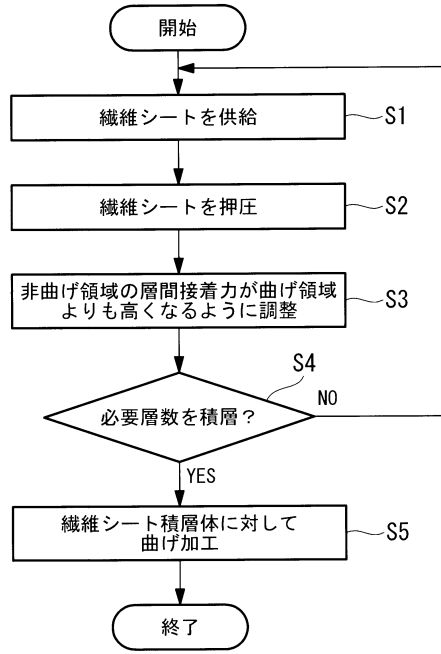 開始
繊維シートを供給
S1
繊維シートを押圧
S2
非曲げ領域の層間接着力が曲げ領域
よりも高くなるように調整
S3
S4
必要層数を積層？
NO
YES
繊維シート積層体に対して
曲げ加工
S5
終了